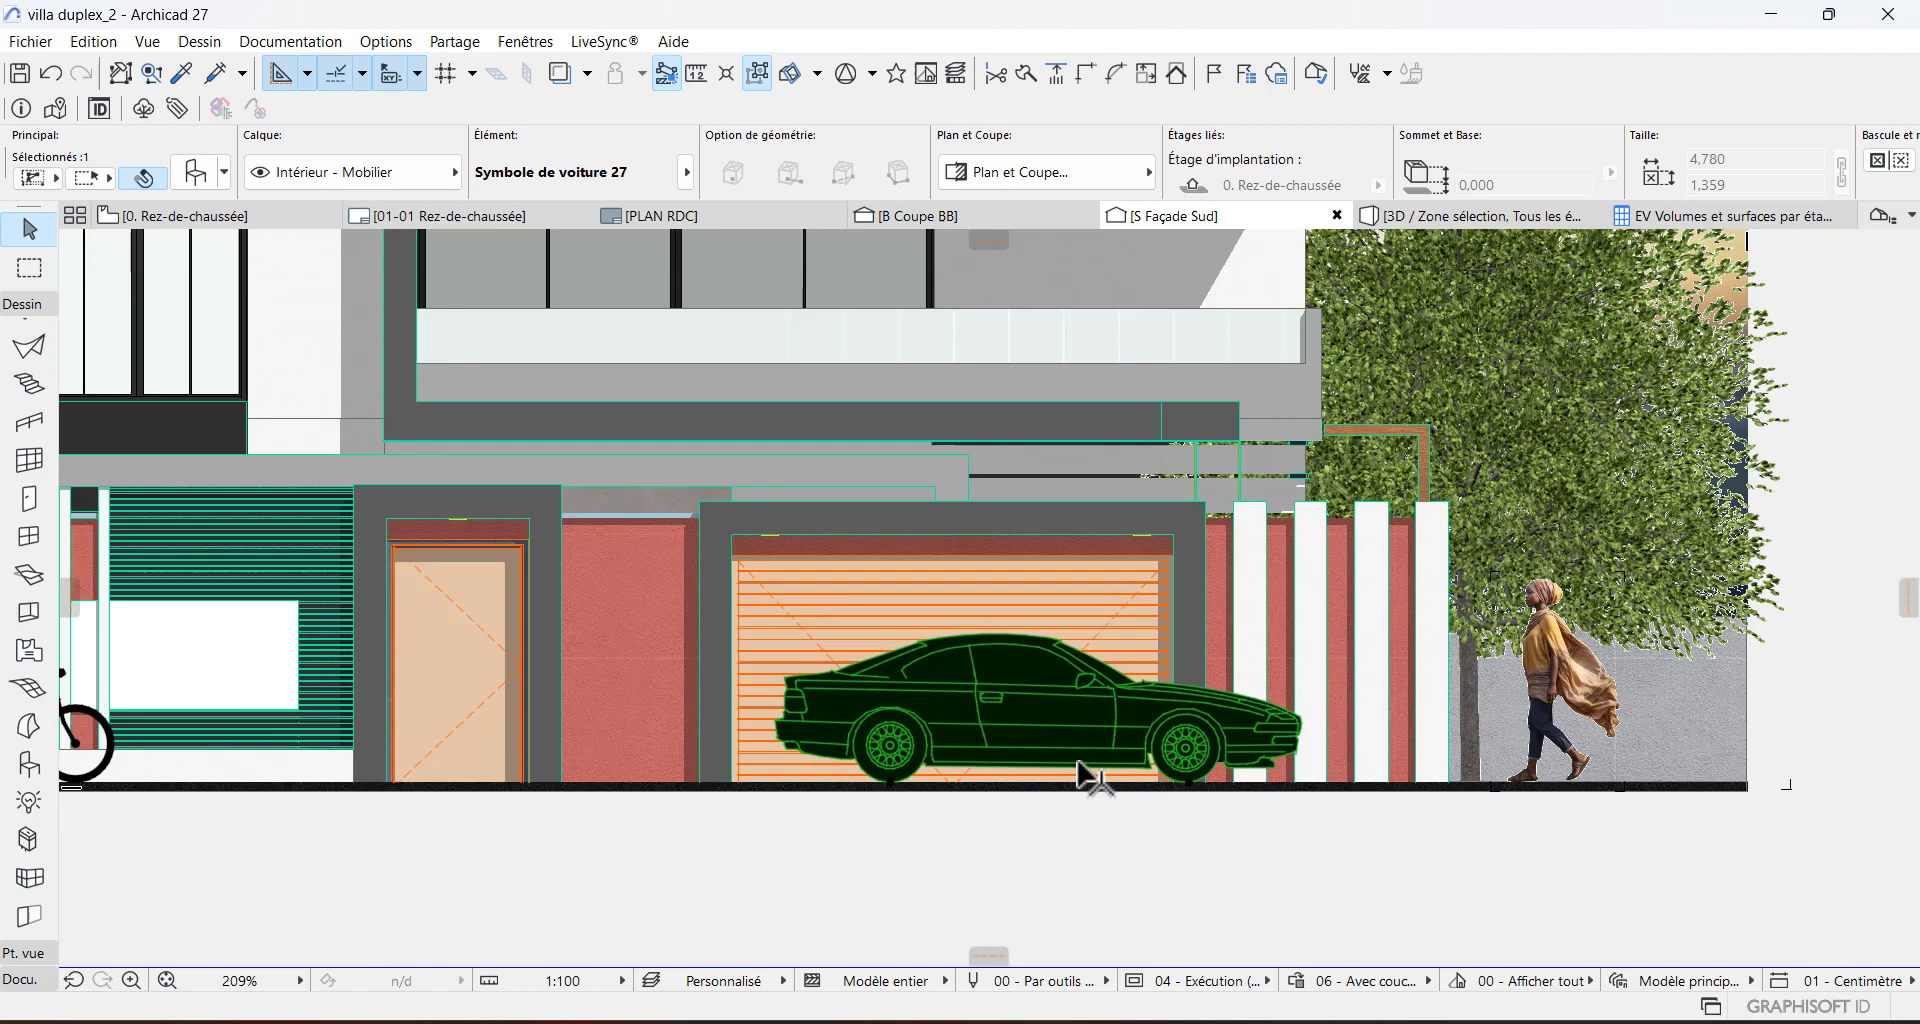 villa duplex_2 - Archicad 27
Fichier Edition Vue Dessin Documentation Options Partage Fenêtres LiveSync® Aide
Principal: Calque: Élément: Option de géométrie: Plan et Coupe: Étages liés: Sommet et Base: Taille: Bascule et r
Sélectionnés :1
Intérieur - Mobilier
Symbole de voiture 27
Plan et Coupe...
Étage d'implantation :
0. Rez-de-chaussée
0,000
4,780
1,359
[0. Rez-de-chaussée] [01-01 Rez-de-chaussée] [PLAN RDC] [B Coupe BB] [S Façade Sud] [3D / Zone sélection, Tous les é... EV Volumes et surfaces par éta...
Dessin
Pt. vue
Docu.
209% n/d 1:100 Personnalisé Modèle entier 00 - Par outils ... 04 - Exécution (... 06 - Avec couc... 00 - Afficher tout Modèle princip... 01 - Centimètre
GRAPHISOFT ID